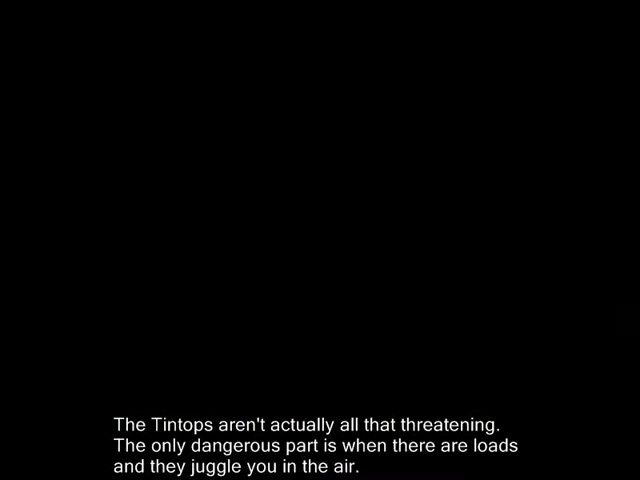 The Tintops aren't actually all that threatening.
The only dangerous part is when there are loads
and they juggle you in the air.